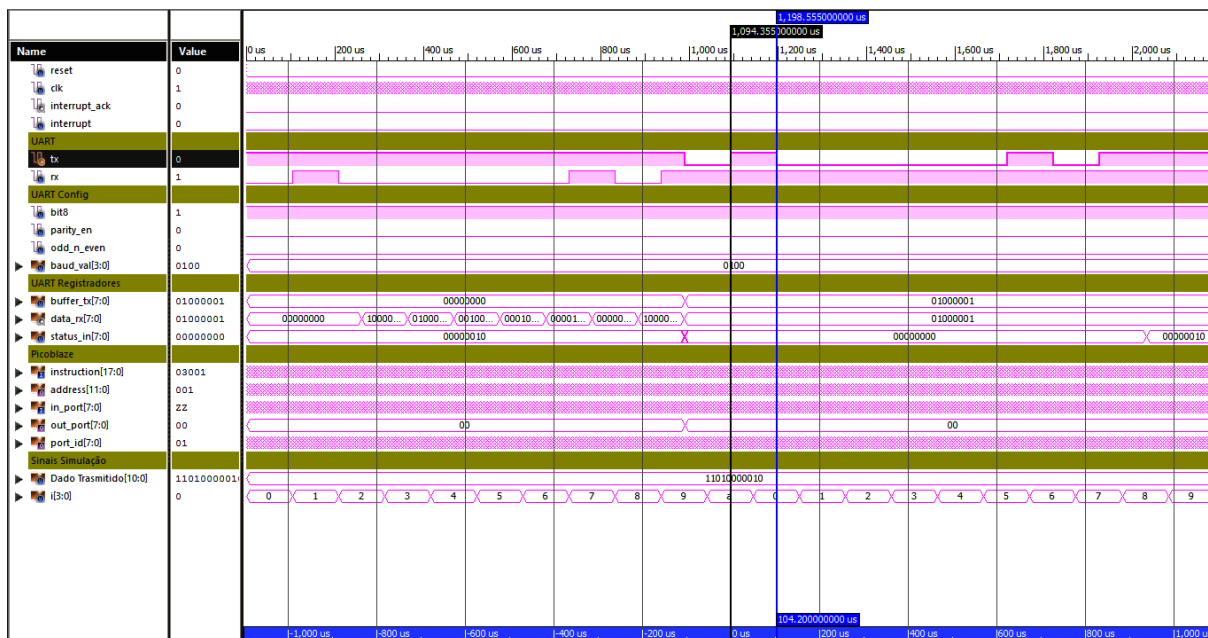 1,198.555000000 us
1,094.355000000 us
Name Value |0 us |200 us |400 us |600 us |800 us |1,000 us |1,200 us |1,400 us |1,600 us |1,800 us |2,000 us
reset 0
clk 1
interrupt_ack 0
interrupt 0
UART
tx 0
rx 1
UART Config
bit8 1
parity_en 0
odd_n_even 0
baud_val[3:0] 0100 0100
UART Registradores
buffer_tx[7:0] 01000001 00000000 01000001
data_rx[7:0] 01000001 00000000 10000... 01000... 00100... 00010... 00001... 00000... 10000... 01000001
status_in[7:0] 00000000 00000010 00000000 00000010
Picoblaze
instruction[17:0] 03001
address[11:0] 001
in_port[7:0] ZZ
out_port[7:0] 00 00 00
port_id[7:0] 01
Sinais Simulação
Dado Trasmitido[10:0] 1101000001 11010000010
i[3:0] 0 0 1 2 3 4 5 6 7 8 9 a 0 1 2 3 4 5 6 7 8 9
104.200000000 us
|-1,000 us |-800 us |-600 us |-400 us |-200 us |0 us |200 us |400 us |600 us |800 us |1,000 u